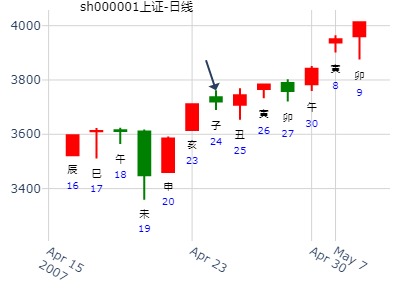 sh000001上证-日线
4000
3800
3600
3400
辰
16
巳
17
午
18
未
19
申
20
亥
23
子
24
丑
25
寅
26
卯
27
午
30
寅
8
卯
9
Apr 15
2007
Apr 23
Apr 30
May 7